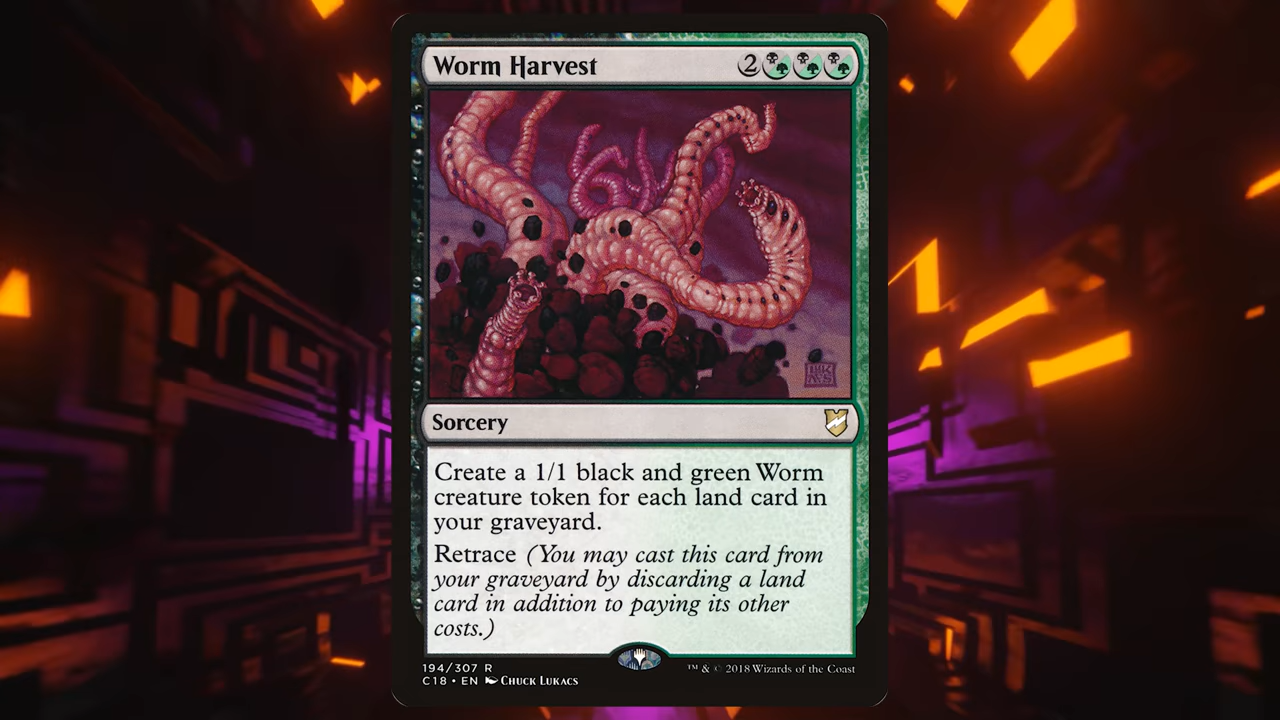 Worm Harvest 2
Sorcery
Create a 1/1 black and green Worm
creature token for each land card in
your graveyard.
Retrace (You may cast this card from
your graveyard by discarding a land
card in addition to paying its other
costs.)
194/307 R ™ & © 2018 Wizards of the Coast
C18 • EN Chuck Lukacs